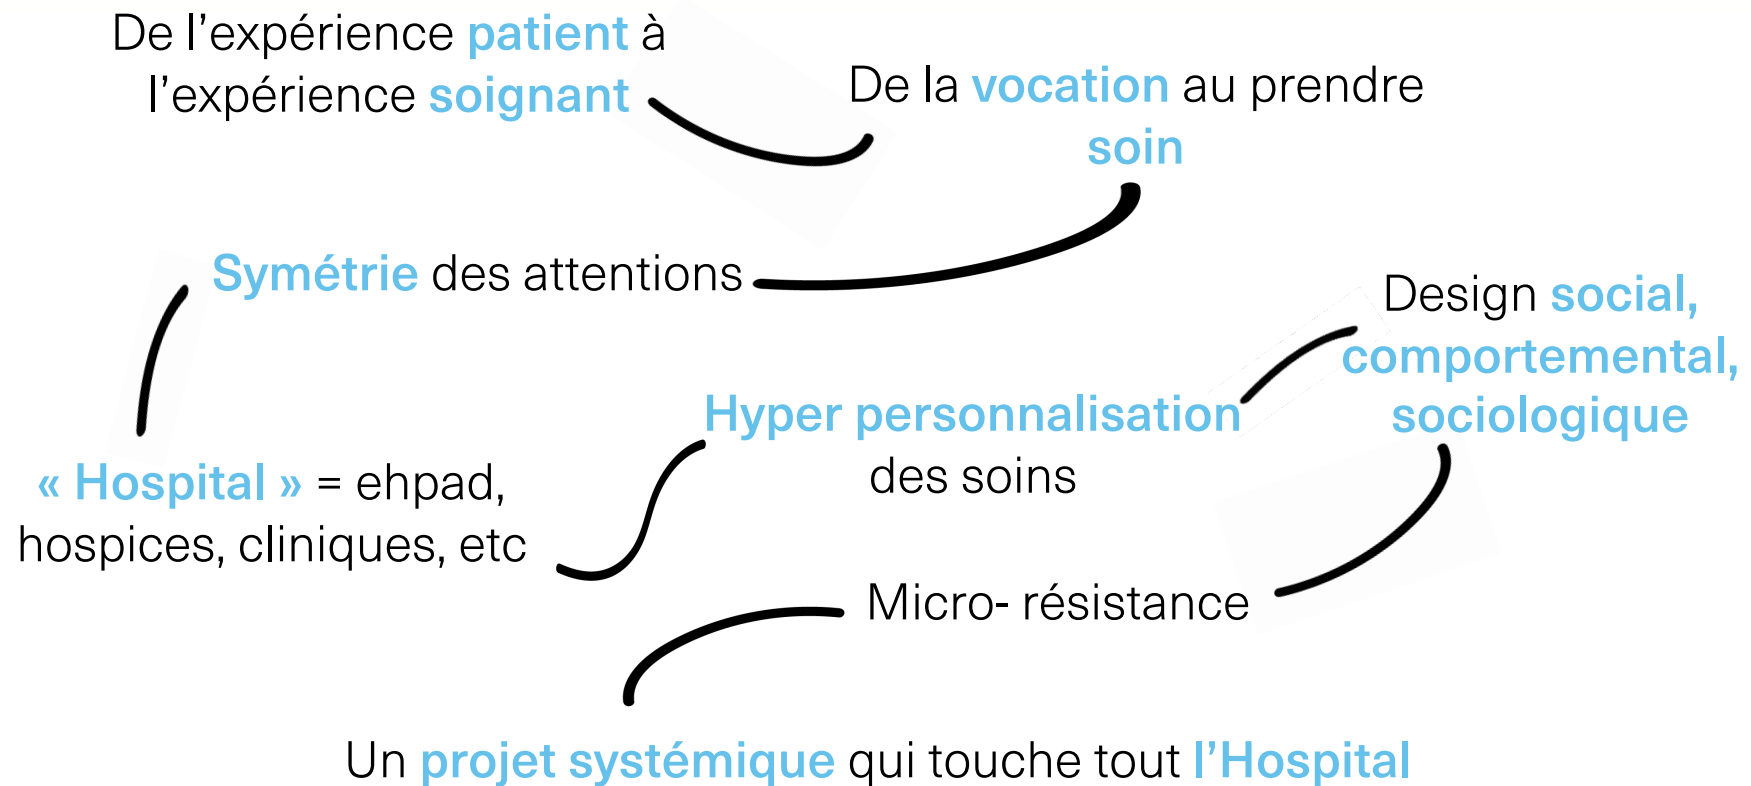 De l’expérience patient à
l’expérience soignant
De la vocation au prendre
soin
Symétrie des attentions
« Hospital » = ehpad,
hospices, cliniques, etc
Hyper personnalisation
des soins
Design social,
comportemental,
sociologique
Micro- résistance
Un projet systémique qui touche tout l’Hospital